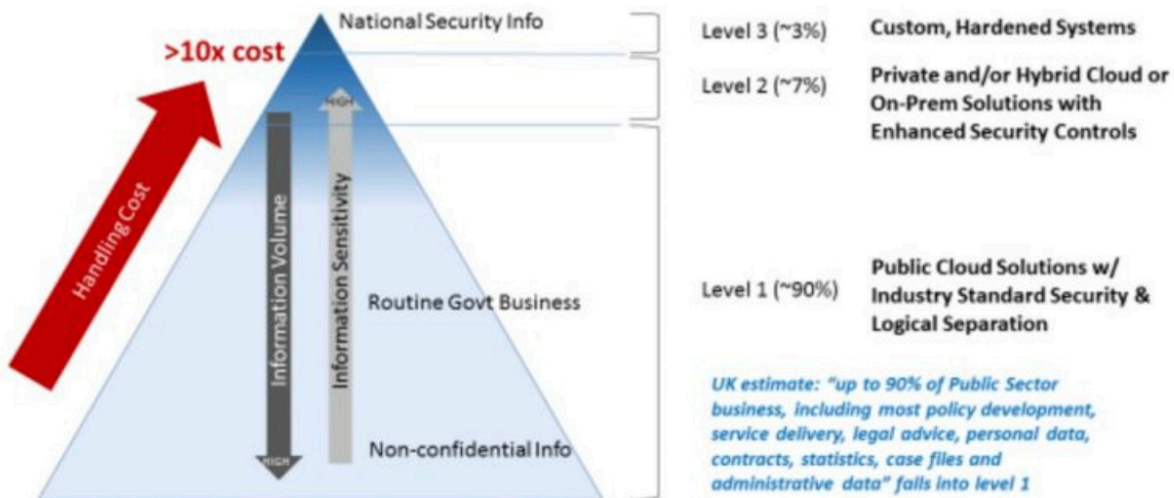 National Security Info
>10x cost
Handling Cost
HIGH
Information Volume
HIGH
Information Sensitivity
Routine Govt Business
Non-confidential Info
Level 3 (~3%)
Custom, Hardened Systems
Level 2 (~7%)
Private and/or Hybrid Cloud or
On-Prem Solutions with
Enhanced Security Controls
Level 1 (~90%)
Public Cloud Solutions w/
Industry Standard Security &
Logical Separation
UK estimate: “up to 90% of Public Sector
business, including most policy development,
service delivery, legal advice, personal data,
contracts, statistics, case files and
administrative data” falls into level 1